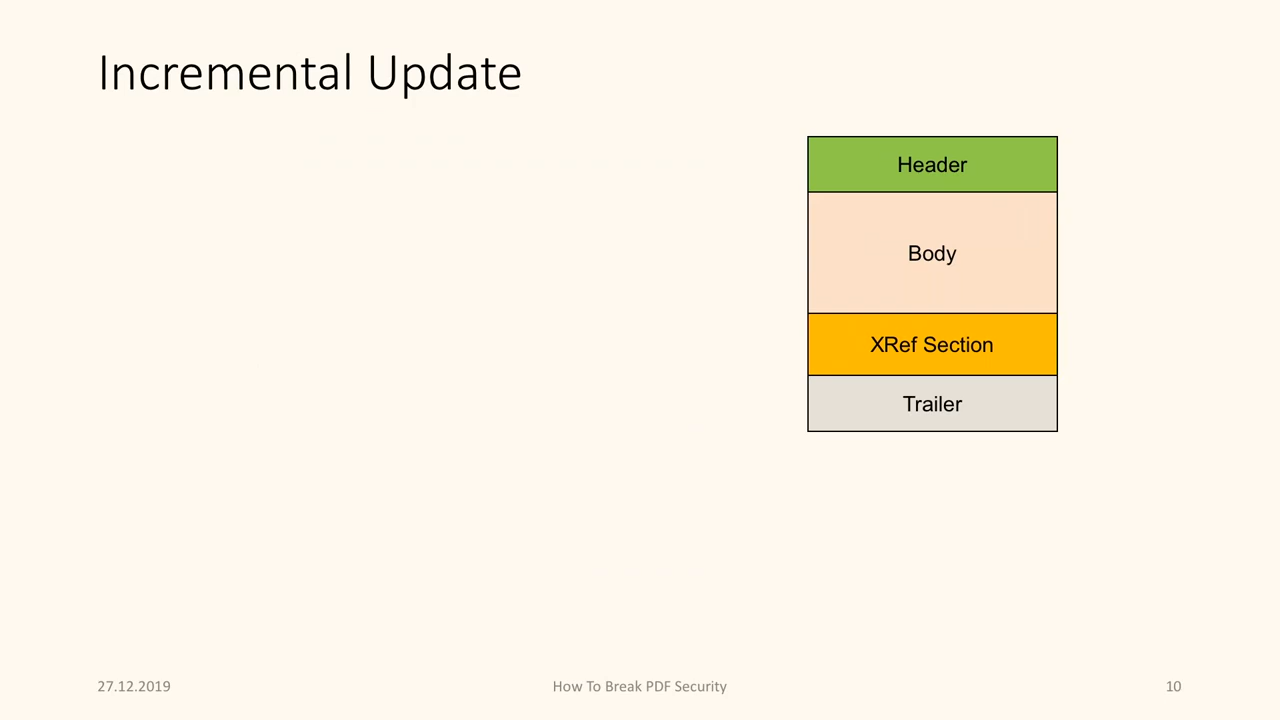 Incremental Update
Header
Body
XRef Section
Trailer
27.12.2019
How To Break PDF Security
10